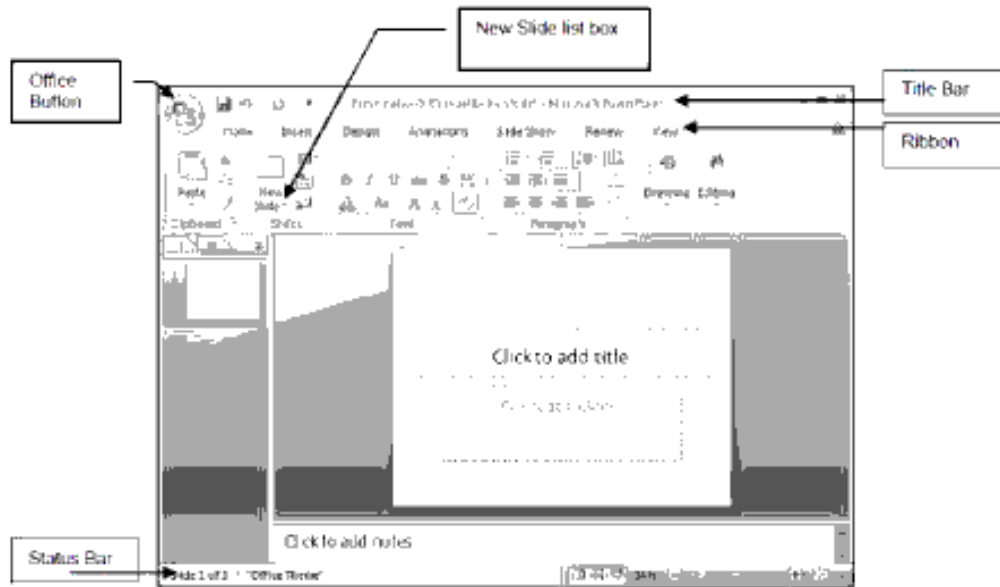 New Slide list box
Office
Button
Title Bar
Ribbon
Home Insert Design Animations Slide Show Review View
Paste
New
Slide
Drawing Editing
Clipboard Slides Font Paragraph
Click to add title
Click to add notes
Status Bar
Slide 1 of 1 "Office Theme"